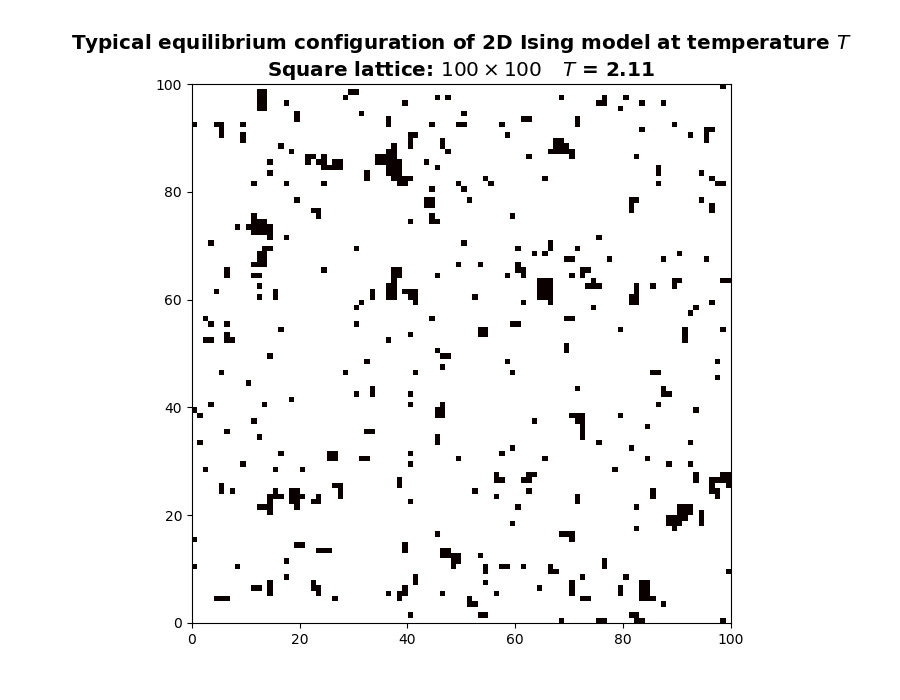 Typical equilibrium configuration of 2D Ising model at temperature T
Square lattice: 100 × 100 T = 2.11
100
80
60
40
20
0
0 20 40 60 80 100